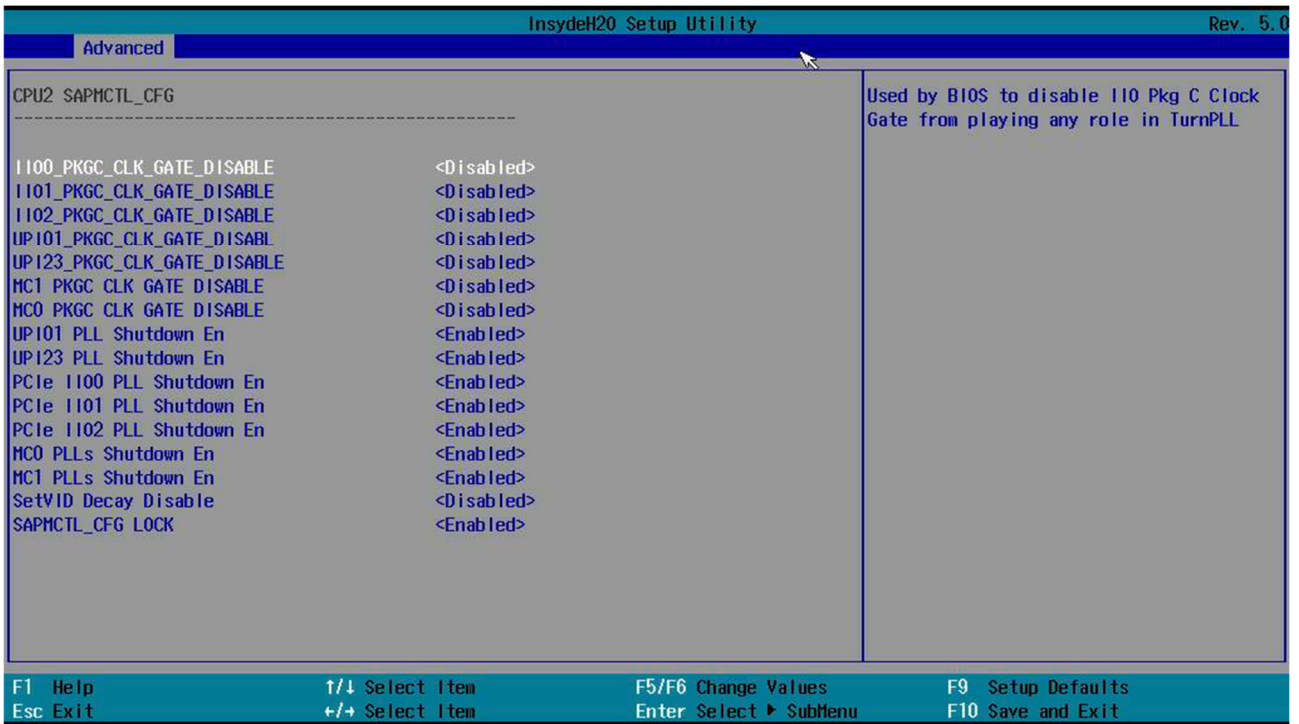 InsydeH2O Setup Utility Rev. 5.0
Advanced
CPU2 SAPMCTL_CFG
Used by BIOS to disable IIO Pkg C Clock
Gate from playing any role in TurnPLL
--------------------------------------------------
IIO0_PKGC_CLK_GATE_DISABLE <Disabled>
IIO1_PKGC_CLK_GATE_DISABLE <Disabled>
IIO2_PKGC_CLK_GATE_DISABLE <Disabled>
UPI01_PKGC_CLK_GATE_DISABL <Disabled>
UPI23_PKGC_CLK_GATE_DISABLE <Disabled>
MC1 PKGC CLK GATE DISABLE <Disabled>
MC0 PKGC CLK GATE DISABLE <Disabled>
UPI01 PLL Shutdown En <Enabled>
UPI23 PLL Shutdown En <Enabled>
PCIe IIO0 PLL Shutdown En <Enabled>
PCIe IIO1 PLL Shutdown En <Enabled>
PCIe IIO2 PLL Shutdown En <Enabled>
MC0 PLLs Shutdown En <Enabled>
MC1 PLLs Shutdown En <Enabled>
SetVID Decay Disable <Disabled>
SAPMCTL_CFG LOCK <Enabled>
F1 Help ↑/↓ Select Item F5/F6 Change Values F9 Setup Defaults
Esc Exit ←/→ Select Item Enter Select ▶ SubMenu F10 Save and Exit